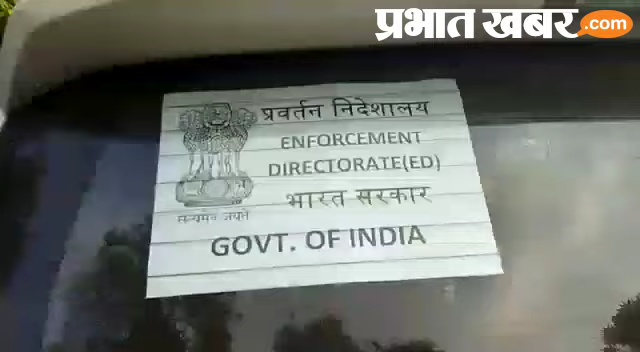 प्रभात खबर.com
प्रवर्तन निदेशालय
ENFORCEMENT
DIRECTORATE(ED)
भारत सरकार
सत्यमेव जयते
GOVT. OF INDIA